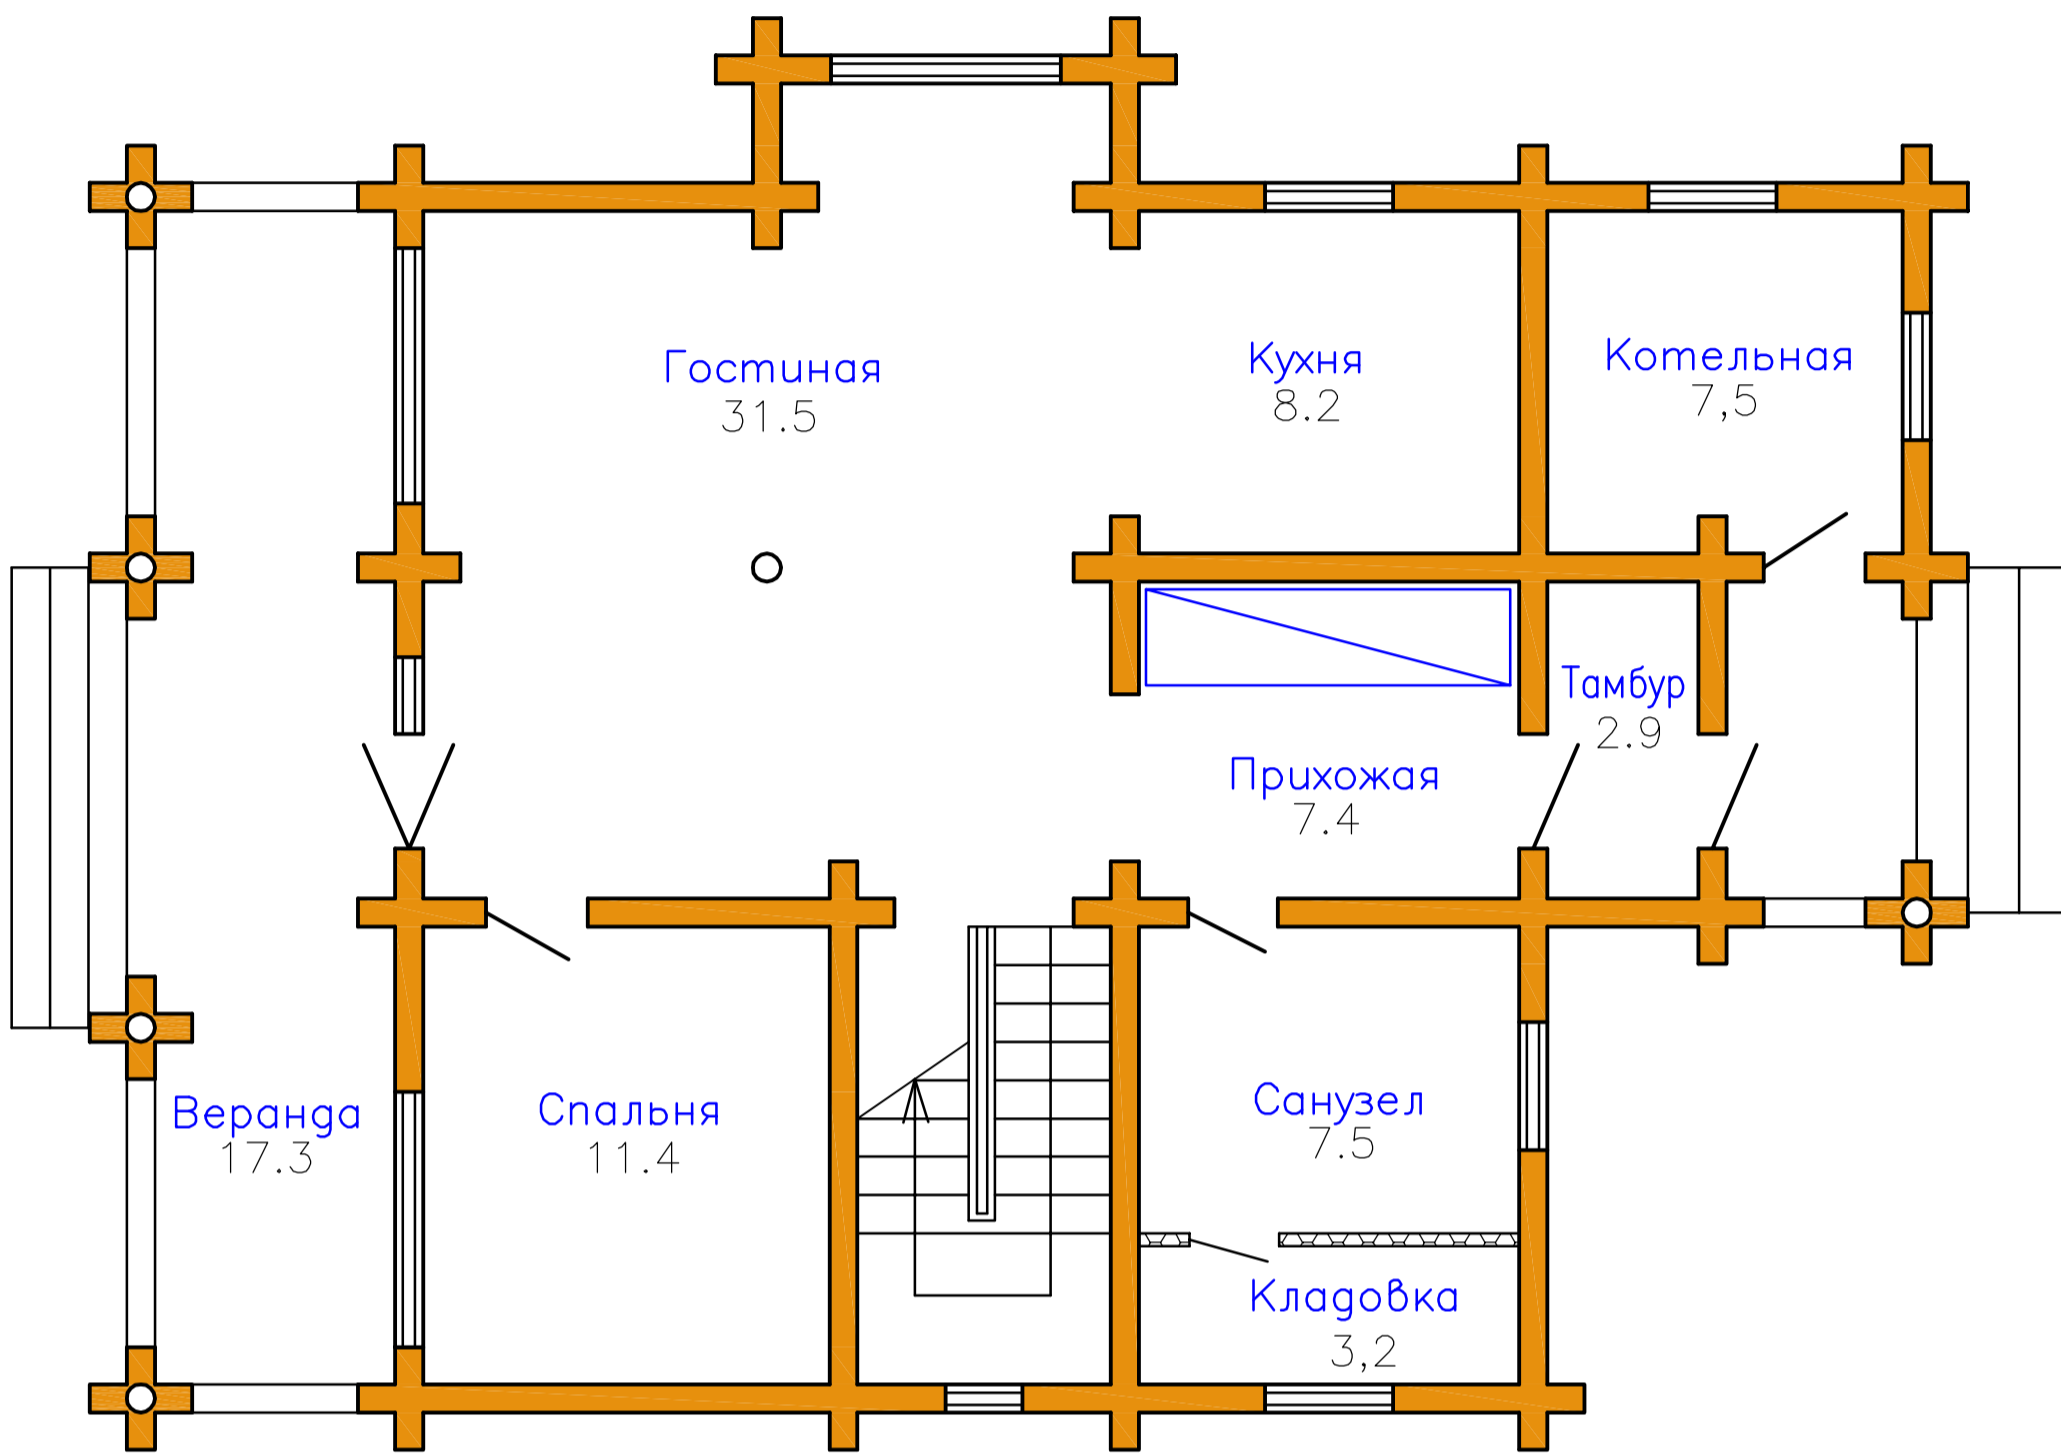 Гостиная
31.5
Кухня
8.2
Котельная
7,5
Тамбур
2.9
Прихожая
7.4
Веранда
17.3
Спальня
11.4
Санузел
7.5
Кладовка
3,2